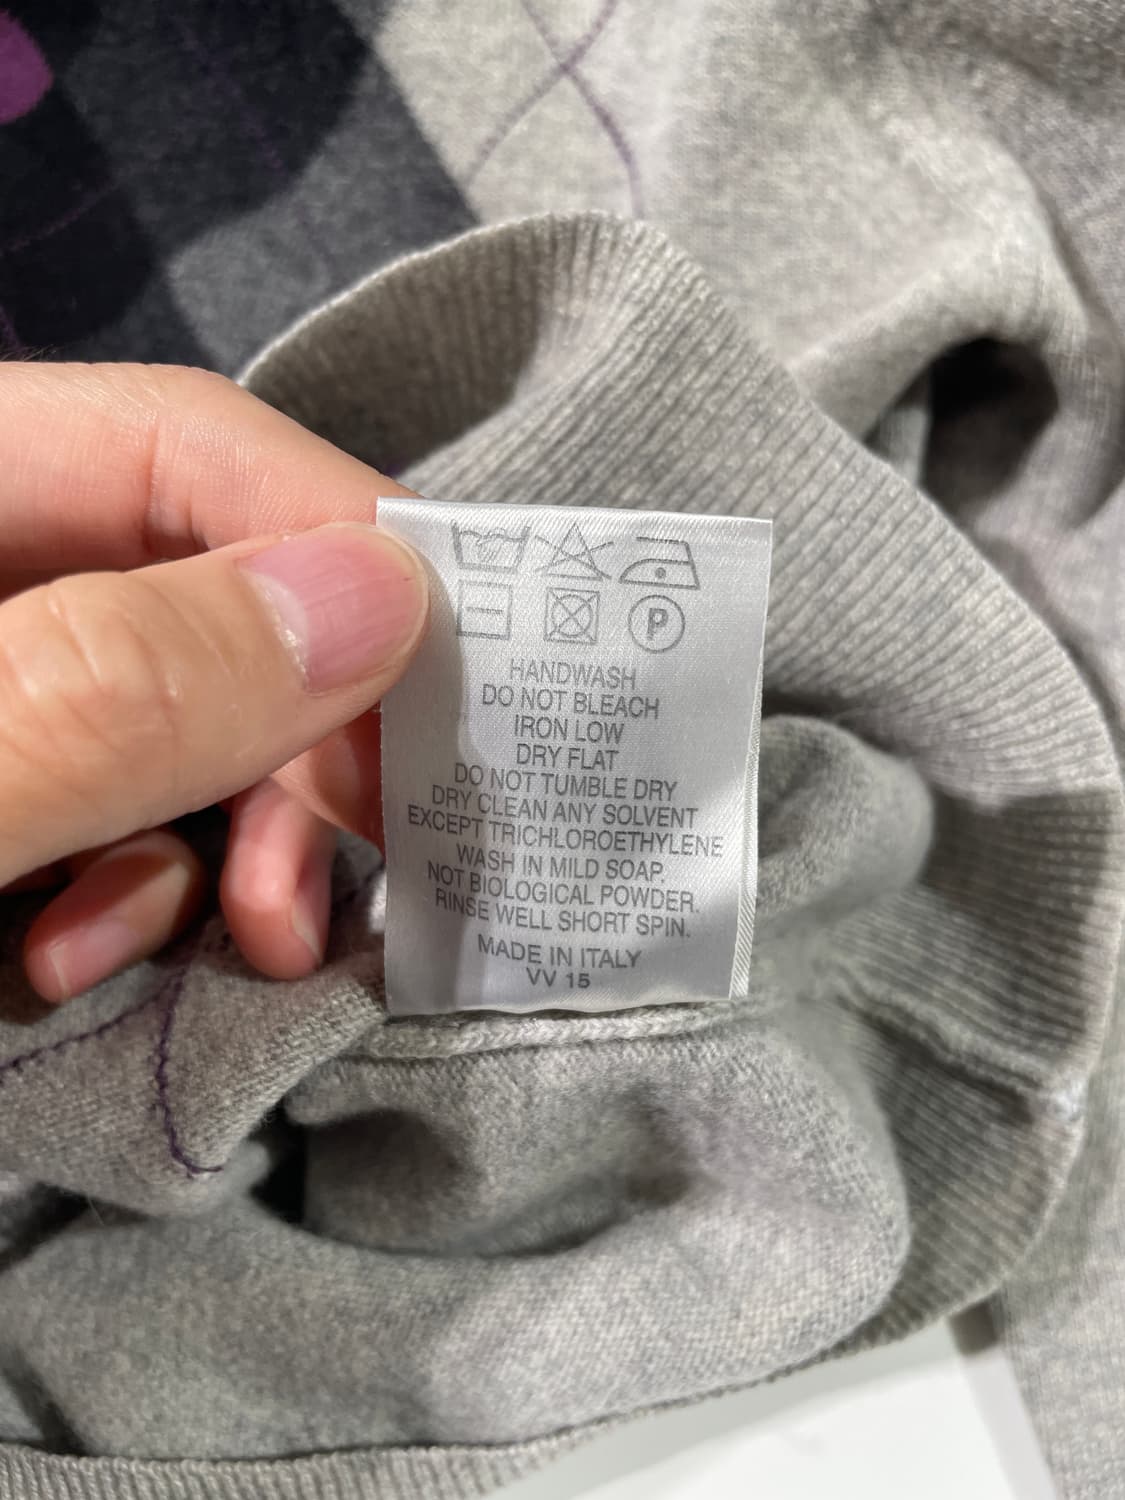 P
HANDWASH
DO NOT BLEACH
IRON LOW
DRY FLAT
DO NOT TUMBLE DRY
DRY CLEAN ANY SOLVENT
EXCEPT TRICHLOROETHYLENE
WASH IN MILD SOAP.
NOT BIOLOGICAL POWDER.
RINSE WELL SHORT SPIN.
MADE IN ITALY
VV 15